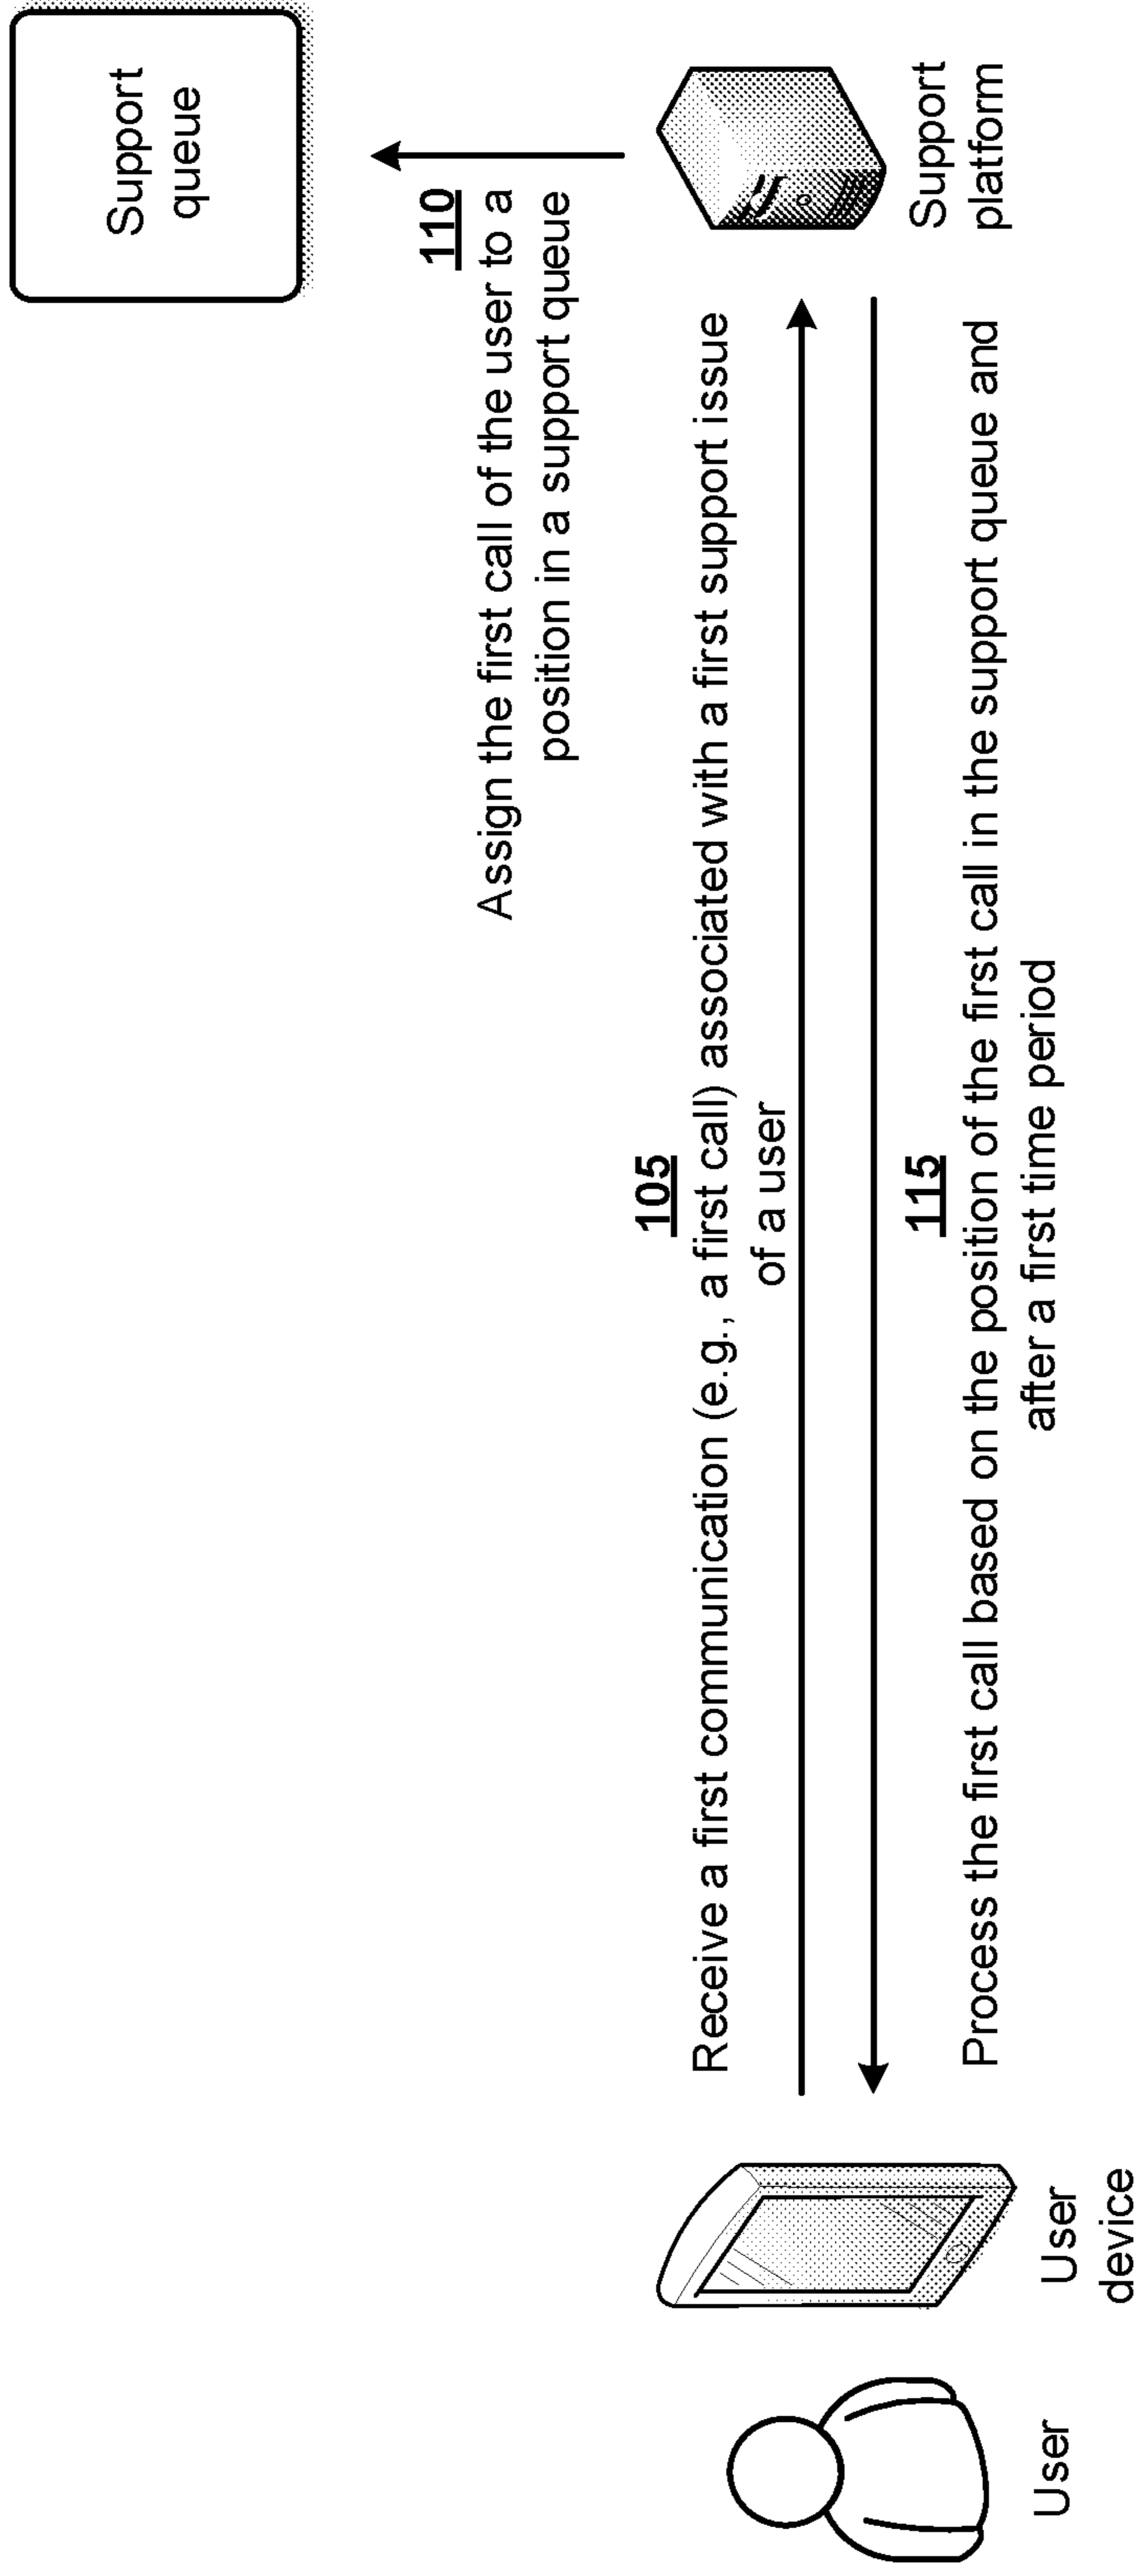 Support
queue
110
Assign the first call of the user to a
position in a support queue
105
Receive a first communication (e.g., a first call) associated with a first support issue
of a user
115
Process the first call based on the position of the first call in the support queue and
after a first time period
User
User
device
Support
platform